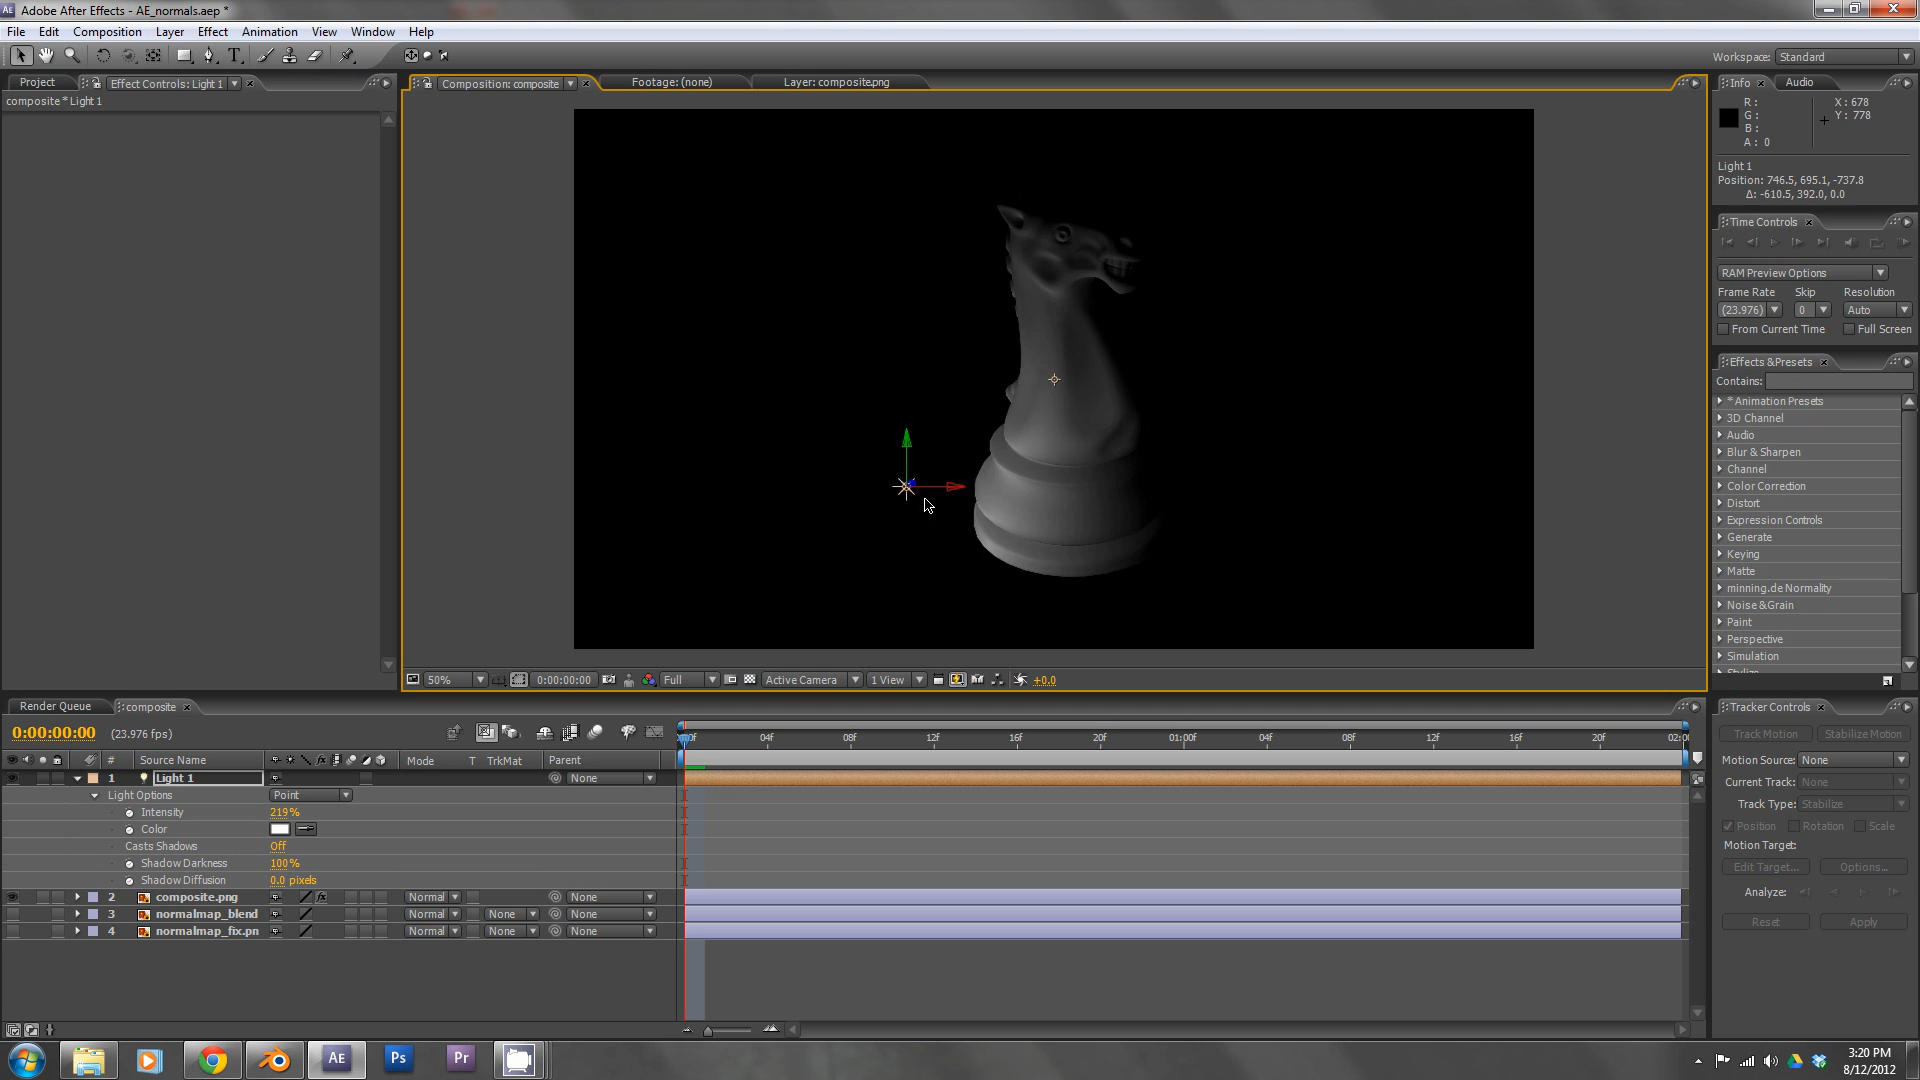 Adobe After Effects - AE_normals.aep *
File Edit Composition Layer Effect Animation View Window Help
Workspace: Standard
Project Effect Controls: Light 1
composite * Light 1
Composition: composite Footage: (none) Layer: composite.png
Info Audio
R : X : 678
G : Y : 778
B :
A : 0
Light 1
Position: 746.5, 695.1, -737.8
Δ: -610.5, 392.0, 0.0
Time Controls
RAM Preview Options
Frame Rate Skip Resolution
(23.976) 0 Auto
From Current Time Full Screen
Effects & Presets
Contains:
* Animation Presets
3D Channel
Audio
Blur & Sharpen
Channel
Color Correction
Distort
Expression Controls
Generate
Keying
Matte
minning.de Normality
Noise & Grain
Paint
Perspective
Simulation
50% 0:00:00:00 Full Active Camera 1 View +0.0
Render Queue composite
0:00:00:00 (23.976 fps)
04f 08f 12f 16f 20f 01:00f 04f 08f 12f 16f 20f
# Source Name Mode T TrkMat Parent
1 Light 1 None
Light Options Point
Intensity 219%
Color
Casts Shadows Off
Shadow Darkness 100%
Shadow Diffusion 0.0 pixels
2 composite.png Normal None
3 normalmap_blend Normal None None
4 normalmap_fix.pn Normal None None
Tracker Controls
Track Motion Stabilize Motion
Motion Source: None
Current Track: None
Track Type: Stabilize
Position Rotation Scale
Motion Target:
Edit Target... Options...
Analyze:
Reset Apply
AE Ps Pr
3:20 PM
8/12/2012